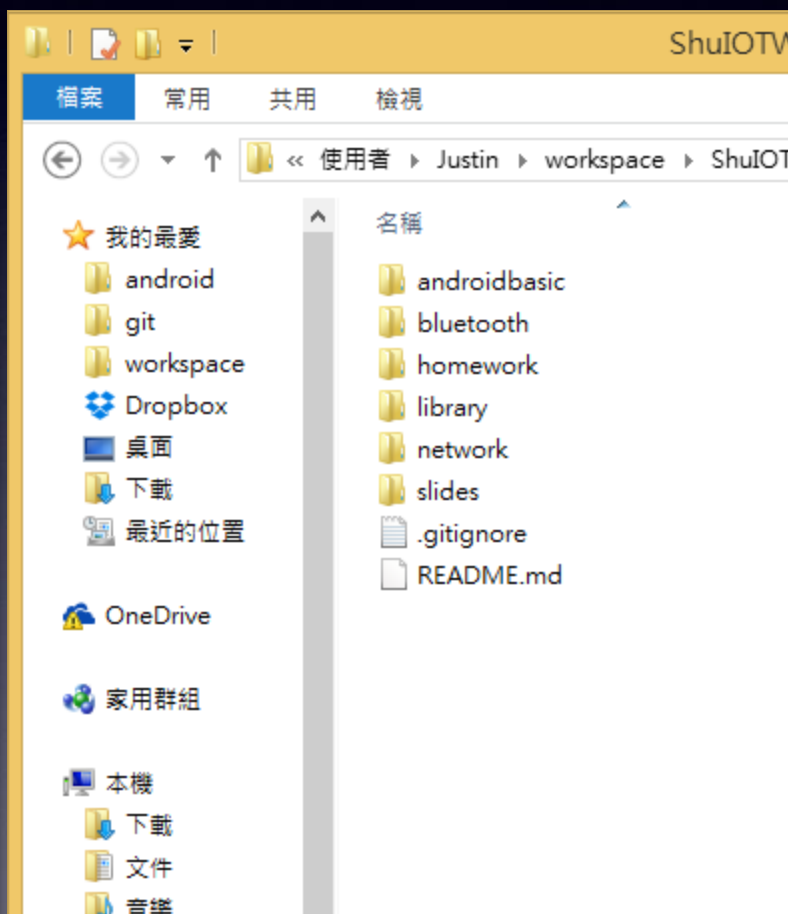 ShuIOTW
檔案 常用 共用 檢視
« 使用者 Justin workspace ShuIOT
我的最愛
android
git
workspace
Dropbox
桌面
下載
最近的位置
OneDrive
家用群組
本機
下載
文件
音樂
名稱
androidbasic
bluetooth
homework
library
network
slides
.gitignore
README.md